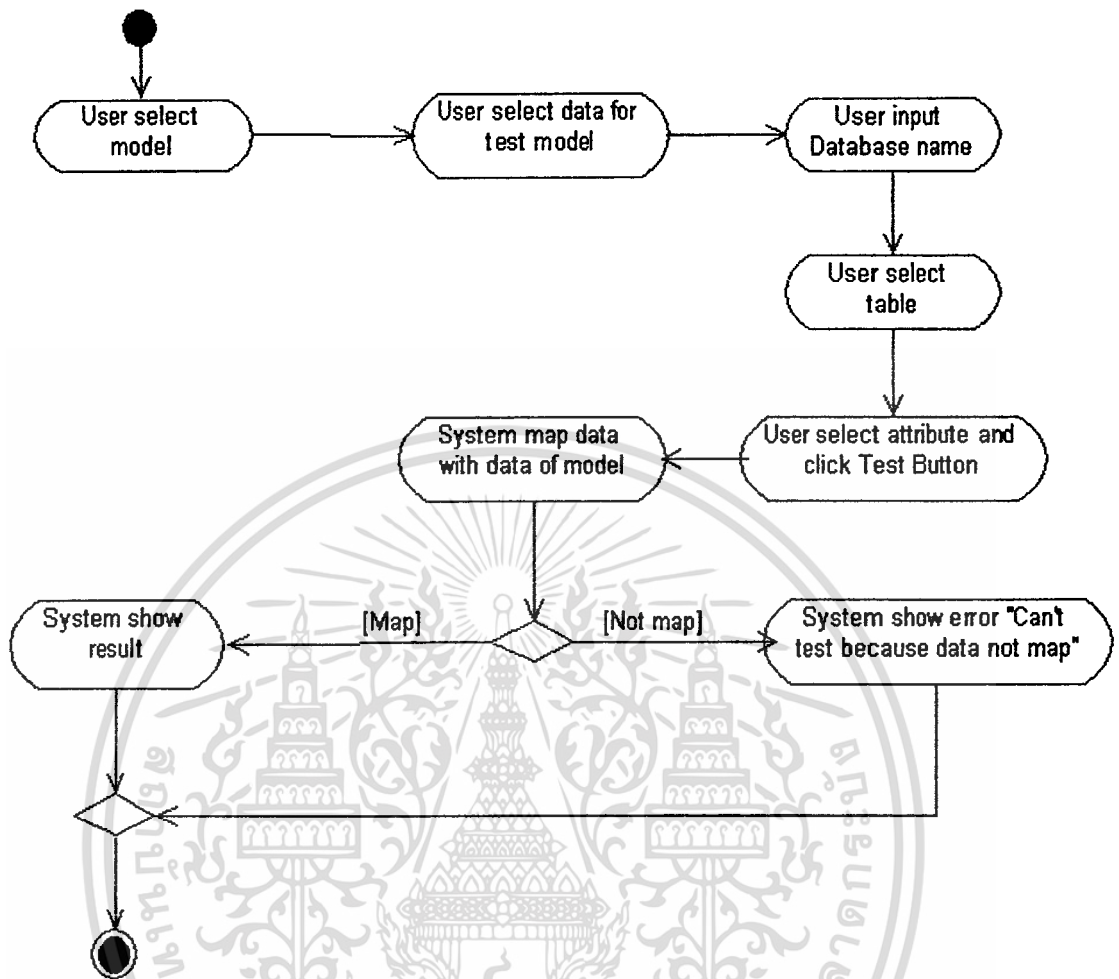 User select
model
User select data for
test model
User input
Database name
User select
table
User select attribute and
click Test Button
System map data
with data of model
[Map]
[Not map]
System show
result
System show error "Can't
test because data not map"